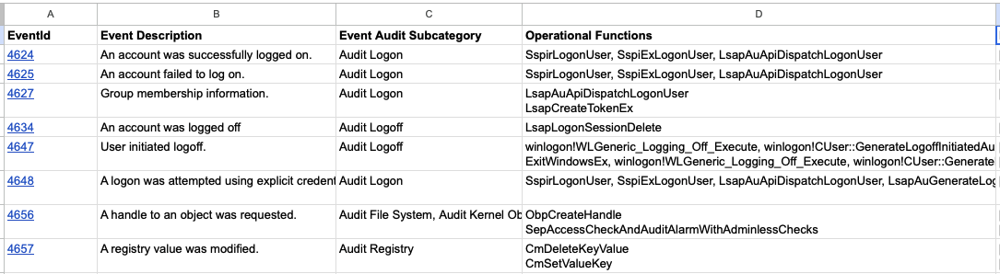 A B C D
EventId Event Description Event Audit Subcategory Operational Functions
4624 An account was successfully logged on. Audit Logon SspirLogonUser, SspiExLogonUser, LsapAuApiDispatchLogonUser
4625 An account failed to log on. Audit Logon SspirLogonUser, SspiExLogonUser, LsapAuApiDispatchLogonUser
4627 Group membership information. Audit Logon LsapAuApiDispatchLogonUser
LsapCreateTokenEx
4634 An account was logged off Audit Logoff LsapLogonSessionDelete
4647 User initiated logoff. Audit Logoff winlogon!WLGeneric_Logging_Off_Execute, winlogon!CUser::GenerateLogoffInitiatedAu
ExitWindowsEx, winlogon!WLGeneric_Logging_Off_Execute, winlogon!CUser::Generate
4648 A logon was attempted using explicit credent Audit Logon SspirLogonUser, SspiExLogonUser, LsapAuApiDispatchLogonUser, LsapAuGenerateLog
4656 A handle to an object was requested. Audit File System, Audit Kernel Ob ObpCreateHandle
SepAccessCheckAndAuditAlarmWithAdminlessChecks
4657 A registry value was modified. Audit Registry CmDeleteKeyValue
CmSetValueKey